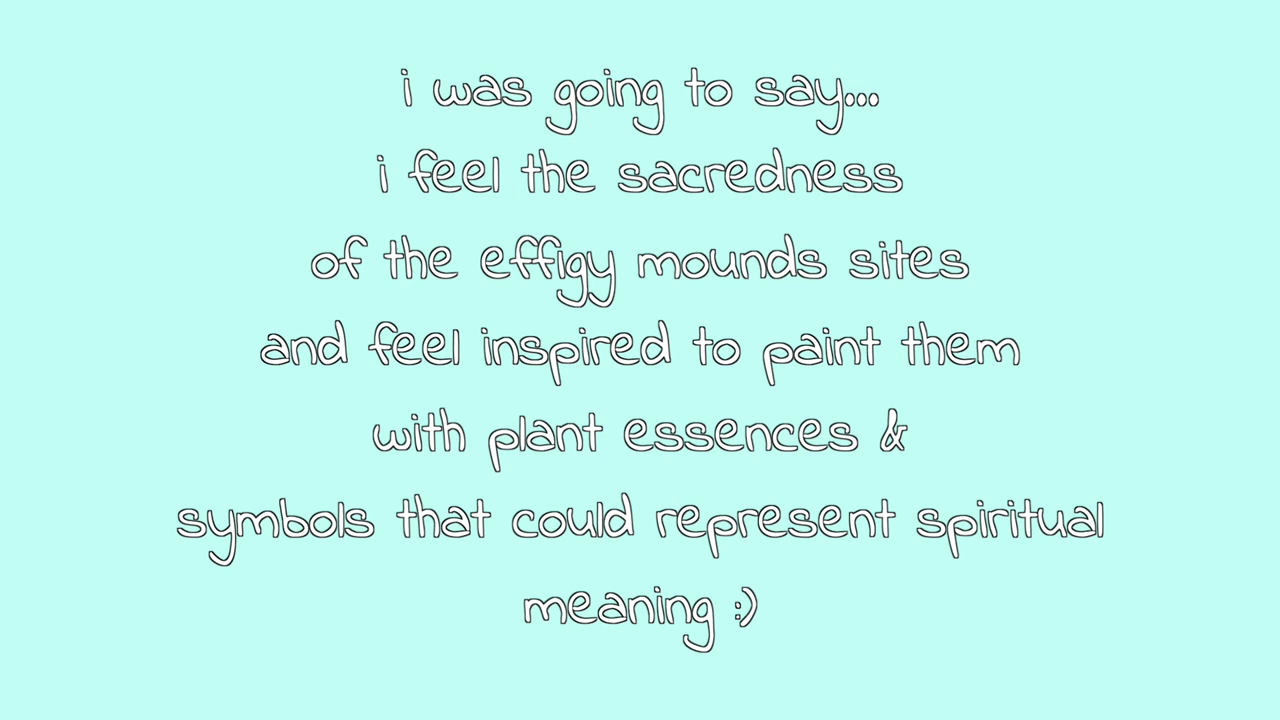 i was going to say...
i feel the sacredness
of the effigy mounds sites
and feel inspired to paint them
with plant essences &
symbols that could represent spiritual
meaning :)